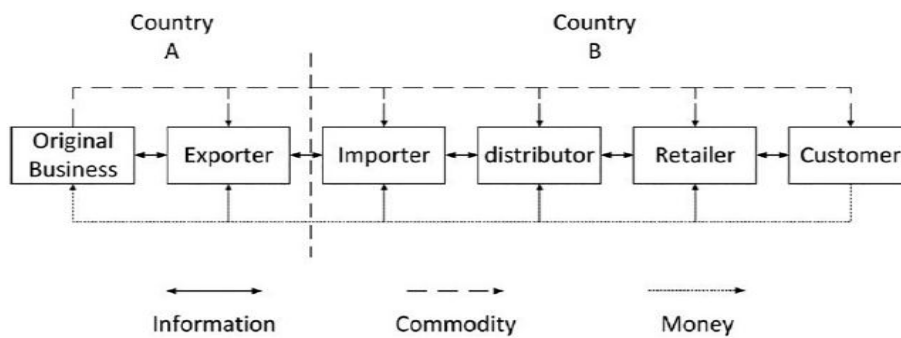 Country
A
Country
B
Original
Business
Exporter
Importer
distributor
Retailer
Customer
Information
Commodity
Money